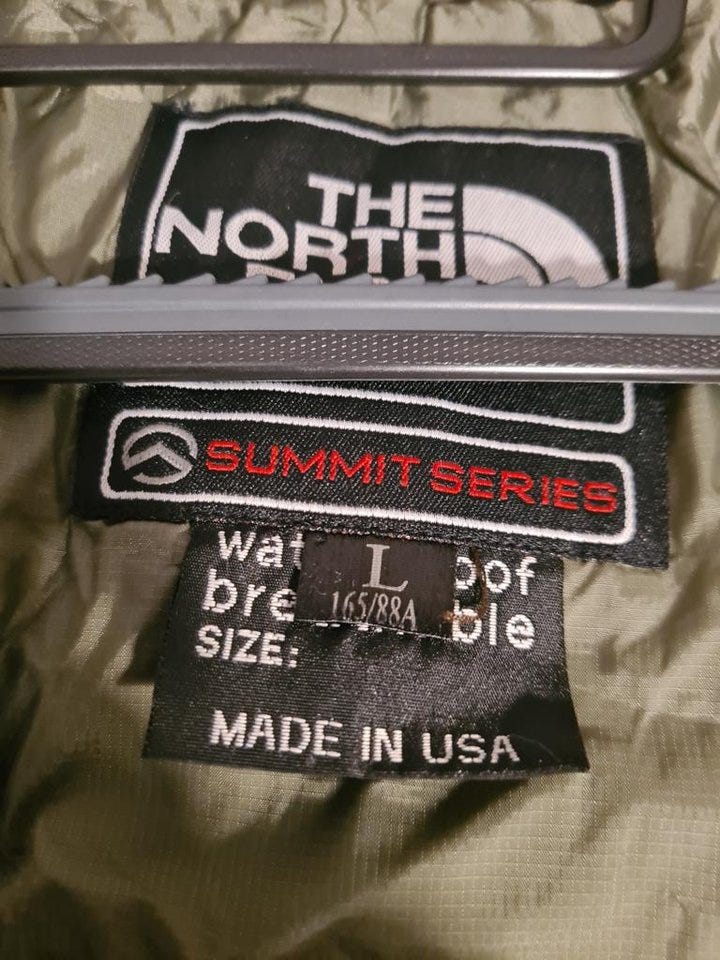 THE
NORTH
SUMMIT SERIES
L
165/88A
wat oof
bre ble
SIZE:
MADE IN USA